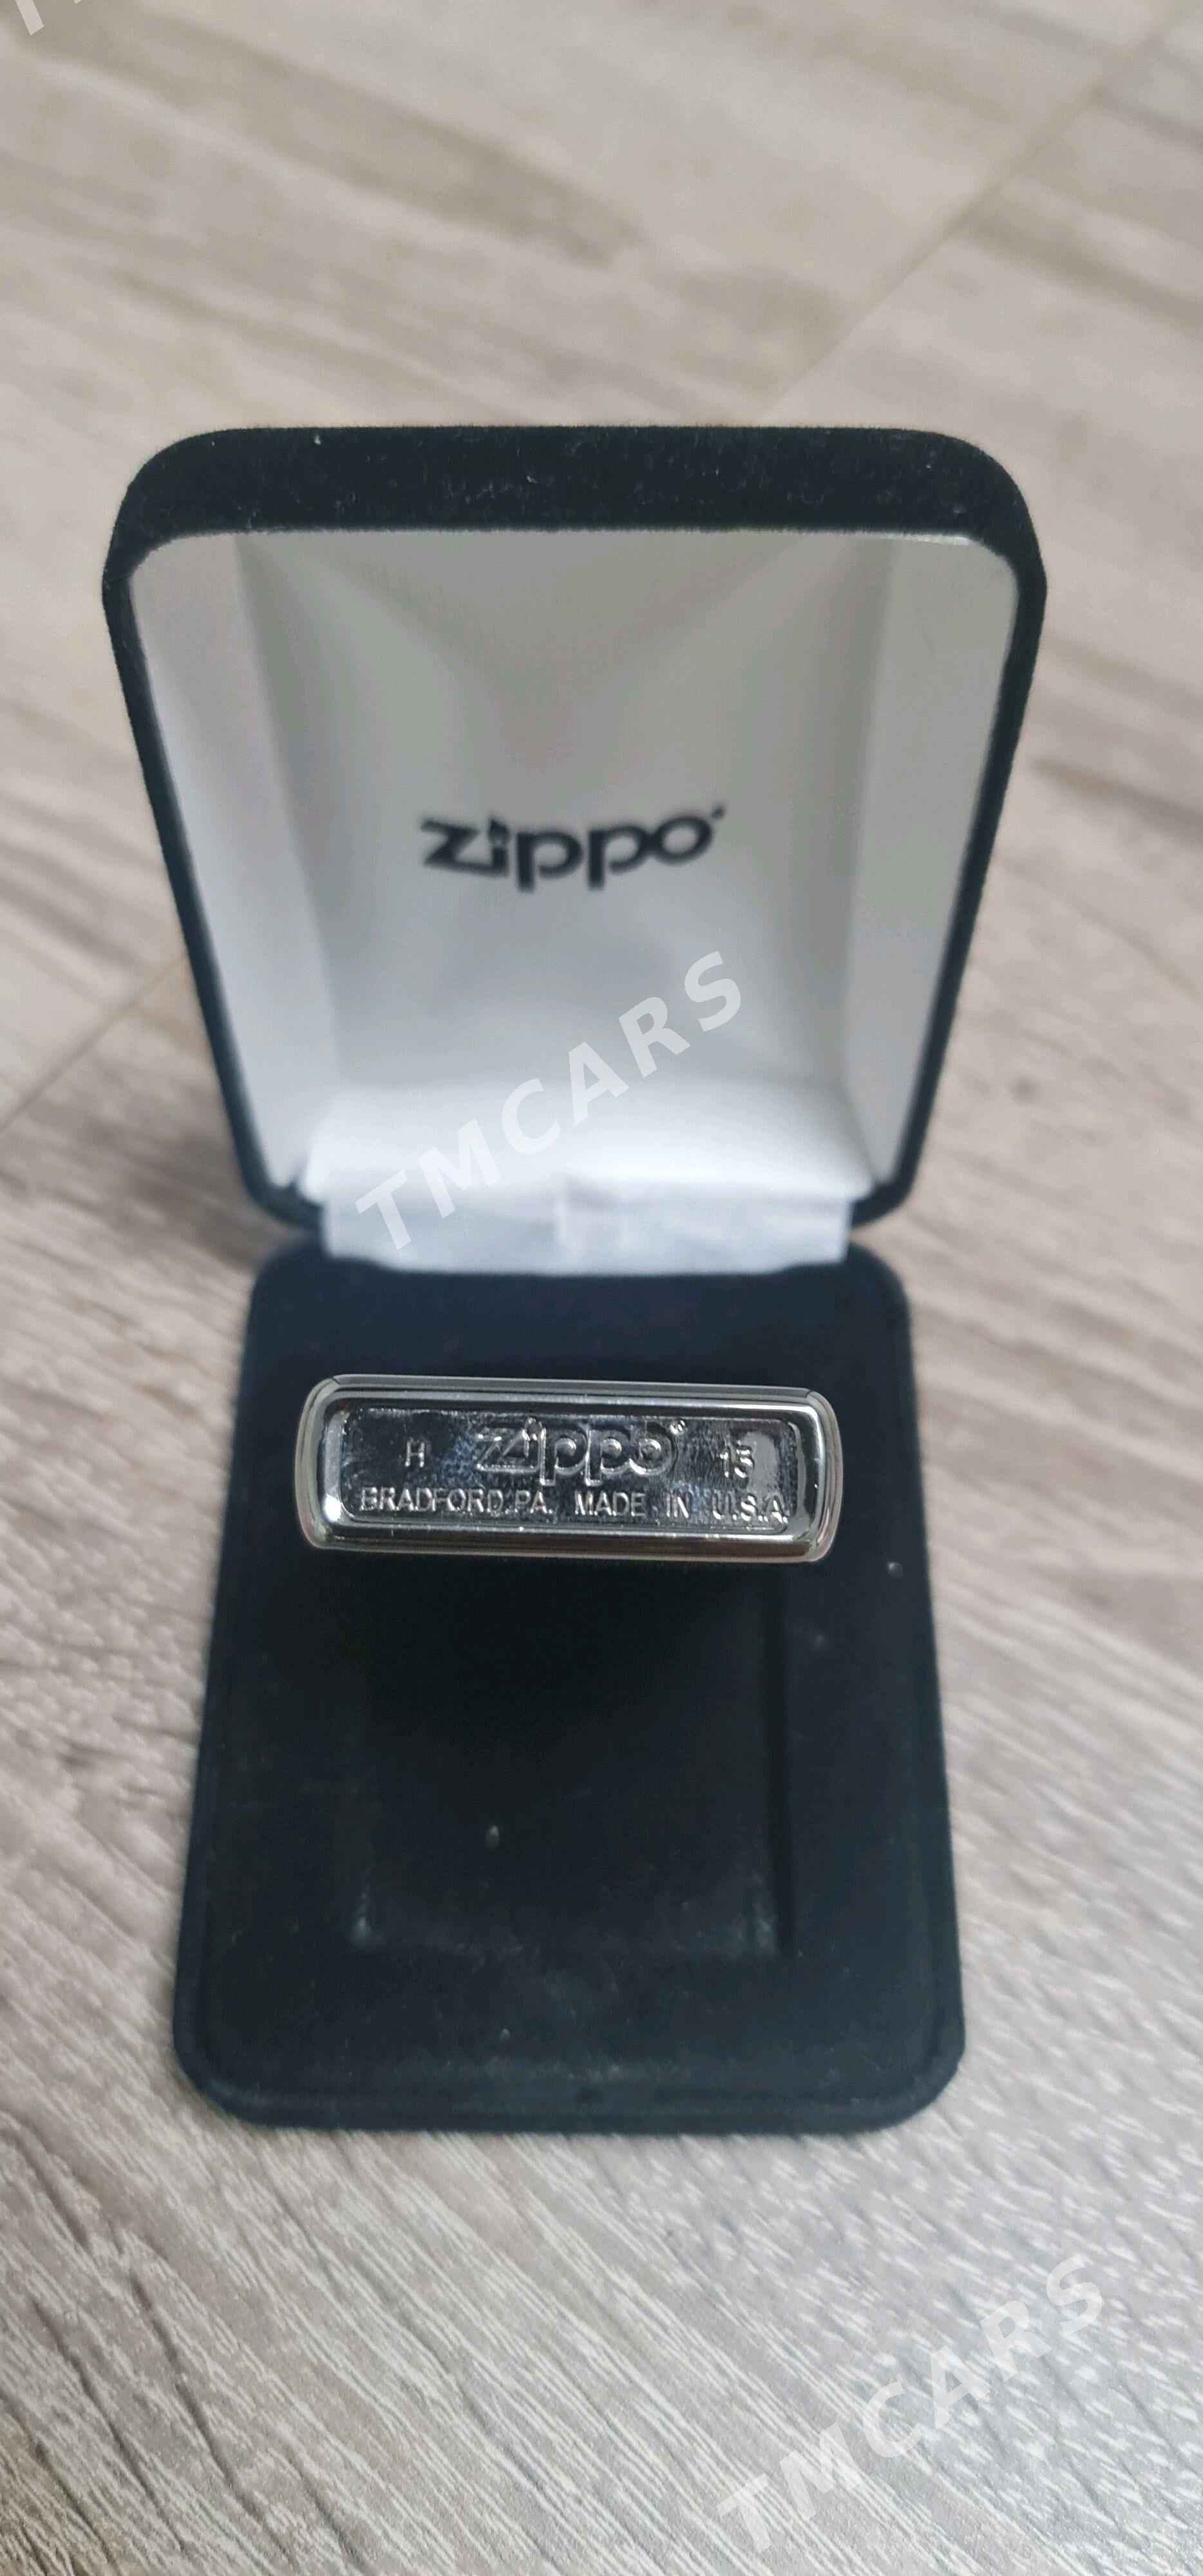 zippo
TMCARS
H zippo® 15
BRADFORD, PA. MADE IN U.S.A.
TMCARS